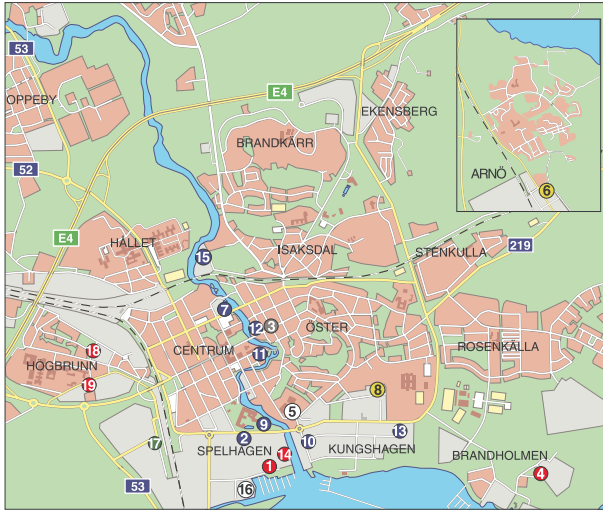 53
OPPEBY
E4
EKENSBERG
BRANDKÄRR
52
ARNÖ
6
E4
HÅLLET
15
ISAKSDAL
STENKULLA
219
7
12
3
ÖSTER
CENTRUM
11
ROSENKÄLLA
18
HÖGBRUNN
19
8
5
9
2
17
10
13
SPELHAGEN
14
KUNGSHAGEN
BRANDHOLMEN
1
4
53
16